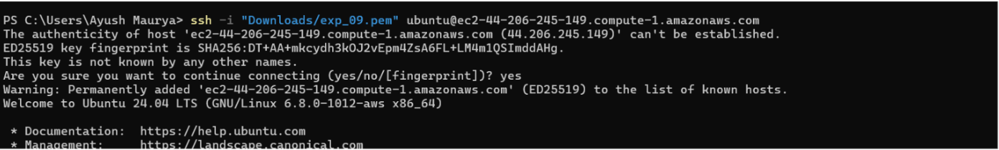 PS C:\Users\Ayush Maurya> ssh -i "Downloads/exp_09.pem" ubuntu@ec2-44-206-245-149.compute-1.amazonaws.com
The authenticity of host 'ec2-44-206-245-149.compute-1.amazonaws.com (44.206.245.149)' can't be established.
ED25519 key fingerprint is SHA256:DT+AA+mkcydh3kOJ2vEpm4ZsA6FL+LM4m1QSImddAHg.
This key is not known by any other names.
Are you sure you want to continue connecting (yes/no/[fingerprint])? yes
Warning: Permanently added 'ec2-44-206-245-149.compute-1.amazonaws.com' (ED25519) to the list of known hosts.
Welcome to Ubuntu 24.04 LTS (GNU/Linux 6.8.0-1012-aws x86_64)
* Documentation: https://help.ubuntu.com
* Management: https://landscape.canonical.com